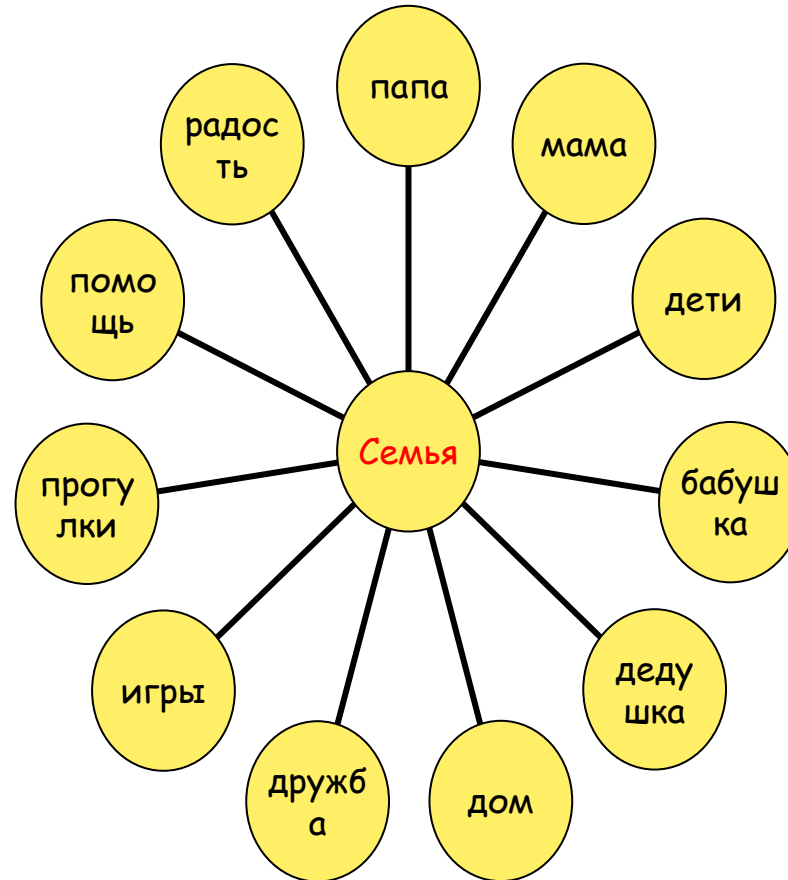 папа
мама
дети
бабуш
ка
деду
шка
дом
дружб
а
игры
прогу
лки
помо
щь
радос
ть
Семья